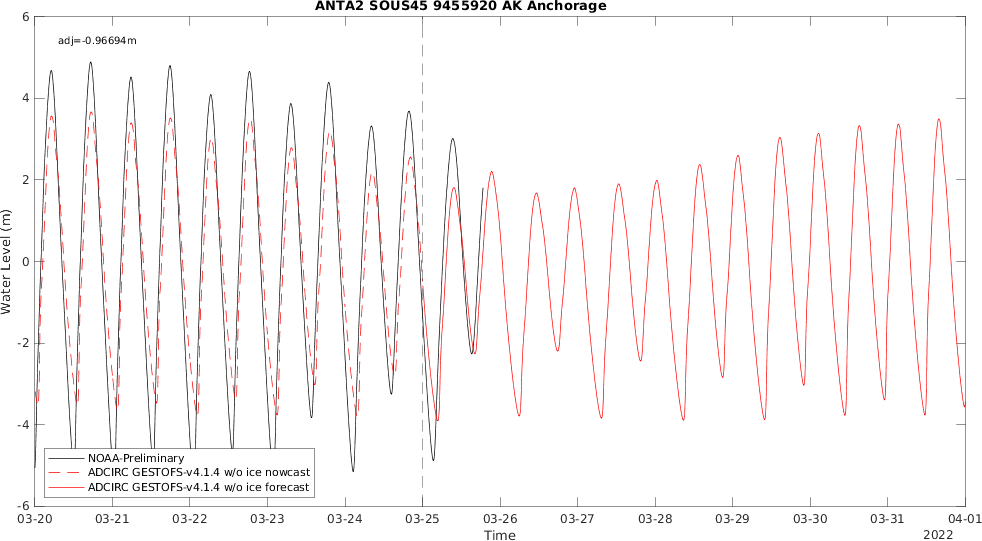 ANTA2 SOUS45 9455920 AK Anchorage
adj=-0.96694m
6
4
2
0
-2
-4
-6
Water Level (m)
NOAA-Preliminary
ADCIRC GESTOFS-v4.1.4 w/o ice nowcast
ADCIRC GESTOFS-v4.1.4 w/o ice forecast
03-20 03-21 03-22 03-23 03-24 03-25 03-26 03-27 03-28 03-29 03-30 03-31 04-01
Time
2022